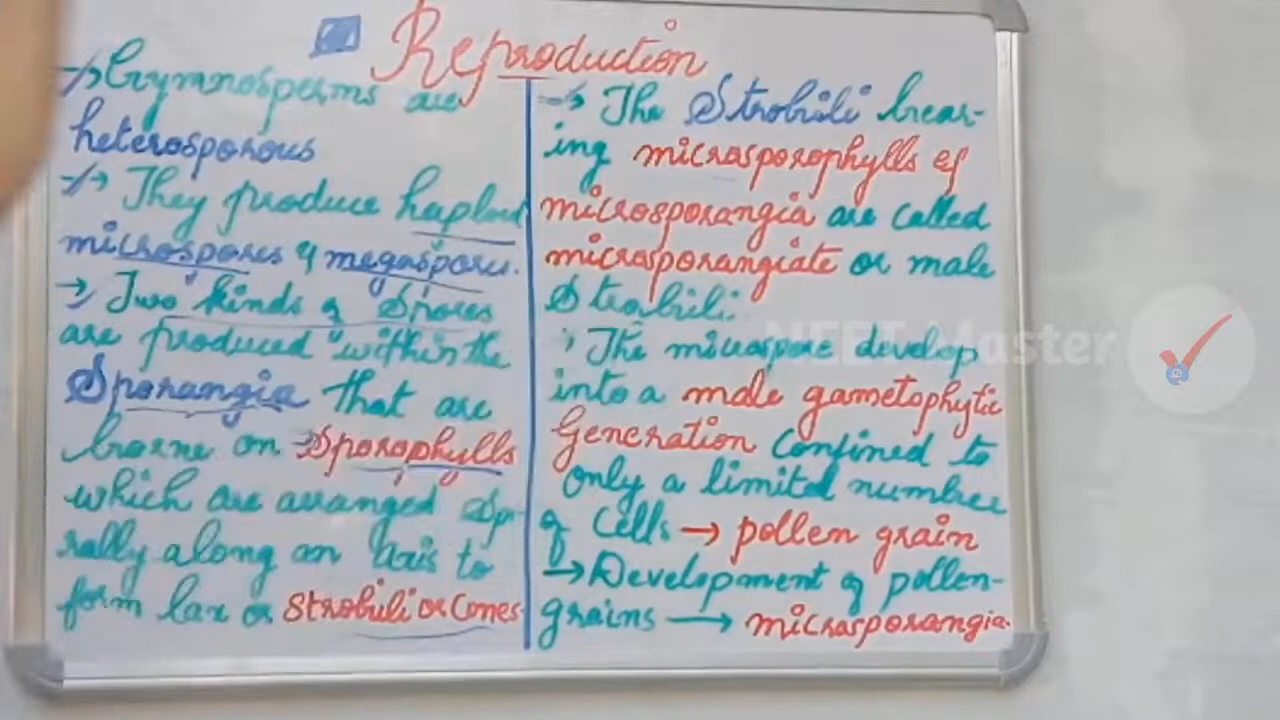 Reproduction
→ Gymnosperms are
heterosporous
→ They produce haploid
microspores & megaspores.
→ Two kinds of Spores
are produced "within the
Sporangia that are
borne on Sporophylls
which are arranged Spi-
rally along an axis to
form lax or Strobili or Cones
→ The Strobili bear-
ing microsporophylls &
microsporangia are called
microsporangiate or male
Strobili.
The microspore develop
into a male gametophytic
Generation confined to
only a limited number
of Cells → pollen grain
→ Development of pollen-
grains → microsporangia.
NEET Master